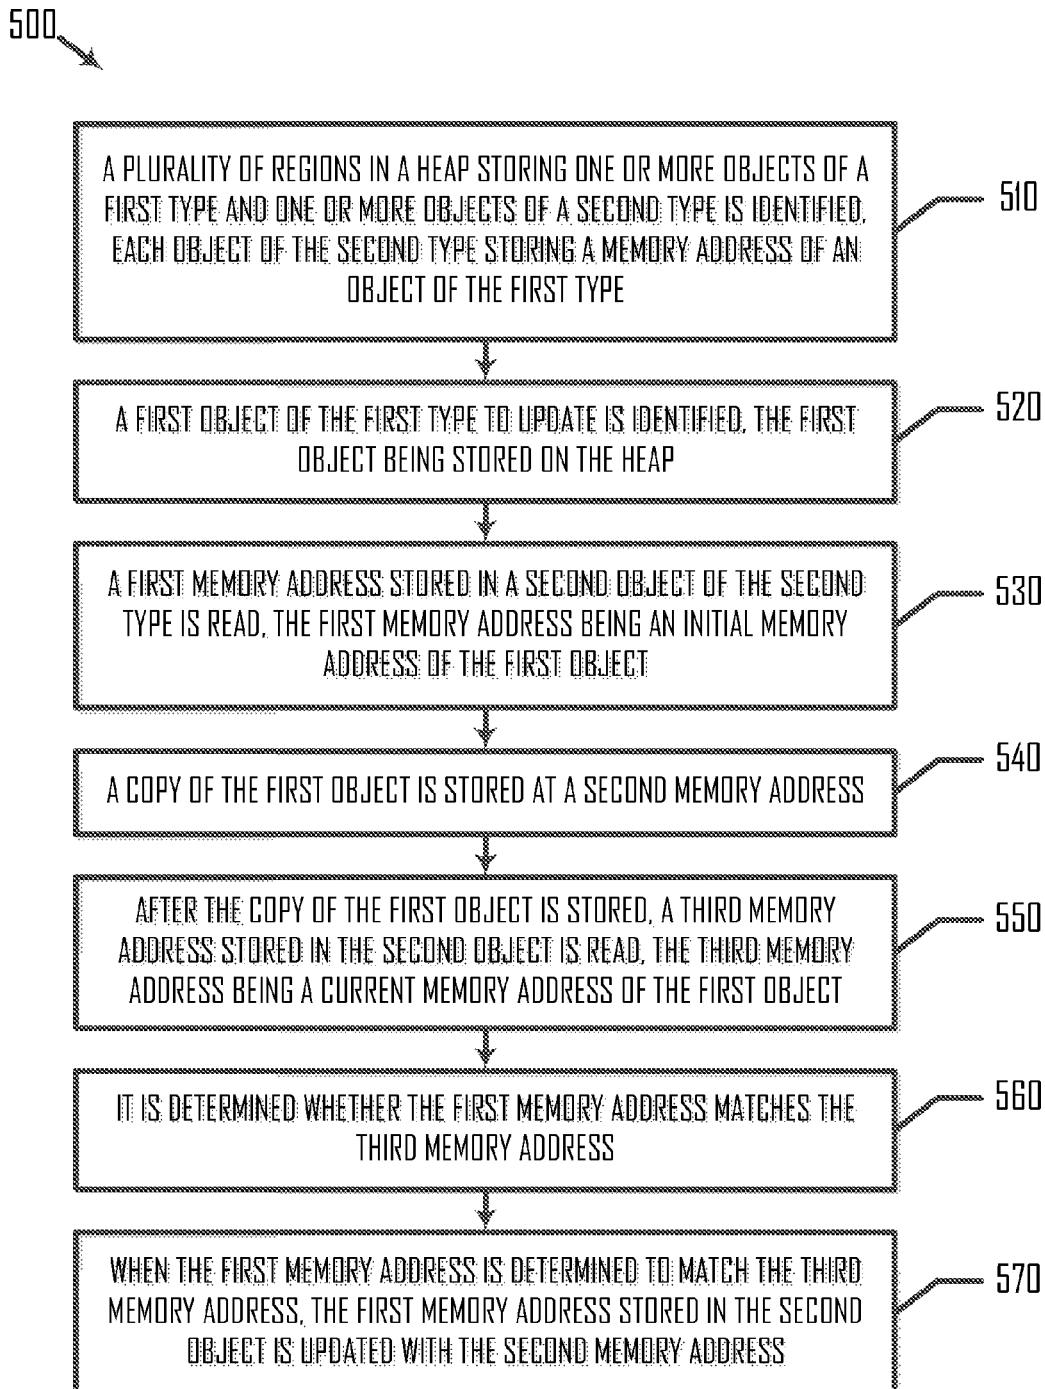 500
A PLURALITY OF REGIONS IN A HEAP STORING ONE OR MORE OBJECTS OF A
FIRST TYPE AND ONE OR MORE OBJECTS OF A SECOND TYPE IS IDENTIFIED,
EACH OBJECT OF THE SECOND TYPE STORING A MEMORY ADDRESS OF AN
OBJECT OF THE FIRST TYPE
510
A FIRST OBJECT OF THE FIRST TYPE TO UPDATE IS IDENTIFIED, THE FIRST
OBJECT BEING STORED ON THE HEAP
520
A FIRST MEMORY ADDRESS STORED IN A SECOND OBJECT OF THE SECOND
TYPE IS READ, THE FIRST MEMORY ADDRESS BEING AN INITIAL MEMORY
ADDRESS OF THE FIRST OBJECT
530
A COPY OF THE FIRST OBJECT IS STORED AT A SECOND MEMORY ADDRESS
540
AFTER THE COPY OF THE FIRST OBJECT IS STORED, A THIRD MEMORY
ADDRESS STORED IN THE SECOND OBJECT IS READ, THE THIRD MEMORY
ADDRESS BEING A CURRENT MEMORY ADDRESS OF THE FIRST OBJECT
550
IT IS DETERMINED WHETHER THE FIRST MEMORY ADDRESS MATCHES THE
THIRD MEMORY ADDRESS
560
WHEN THE FIRST MEMORY ADDRESS IS DETERMINED TO MATCH THE THIRD
MEMORY ADDRESS, THE FIRST MEMORY ADDRESS STORED IN THE SECOND
OBJECT IS UPDATED WITH THE SECOND MEMORY ADDRESS
570